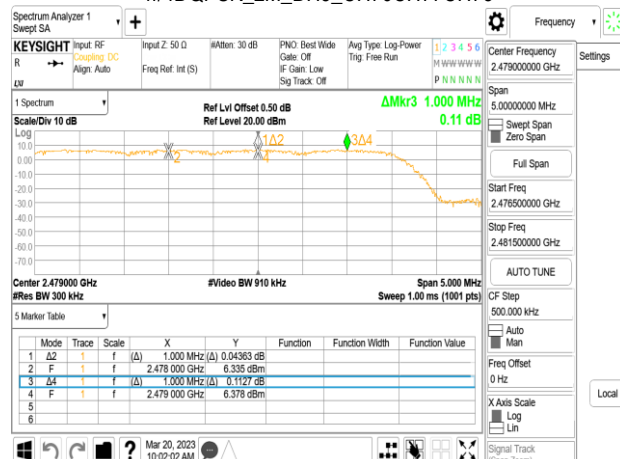 Spectrum Analyzer 1
Swept SA
Frequency
KEYSIGHT
R
LXI
Input: RF
Coupling: DC
Align: Auto
Input Z: 50 Ω
Freq Ref: Int (S)
#Atten: 30 dB
PNO: Best Wide
Gate: Off
IF Gain: Low
Sig Track: Off
Avg Type: Log-Power
Trig: Free Run
1 2 3 4 5 6
M W W W W W
P N N N N N
Center Frequency
2.479000000 GHz
Settings
1 Spectrum
Scale/Div 10 dB
Ref Lvl Offset 0.50 dB
Ref Level 20.00 dBm
ΔMkr3 1.000 MHz
0.11 dB
Span
5.00000000 MHz
Swept Span
Zero Span
Full Span
Start Freq
2.476500000 GHz
Stop Freq
2.481500000 GHz
AUTO TUNE
CF Step
500.000 kHz
Auto
Man
Freq Offset
0 Hz
X Axis Scale
Log
Lin
Local
Signal Track
Log
10.0
0.00
-10.0
-20.0
-30.0
-40.0
-50.0
-60.0
-70.0
2
1Δ2
4
3Δ4
Center 2.479000 GHz
#Res BW 300 kHz
#Video BW 910 kHz
Span 5.000 MHz
Sweep 1.00 ms (1001 pts)
5 Marker Table
Mode Trace Scale X Y Function Function Width Function Value
1 Δ2 1 f (Δ) 1.000 MHz (Δ) 0.04363 dB
2 F 1 f 2.478 000 GHz 6.335 dBm
3 Δ4 1 f (Δ) 1.000 MHz (Δ) 0.1127 dB
4 F 1 f 2.479 000 GHz 6.378 dBm
5
6
?
Mar 20, 2023
10:02:02 AM